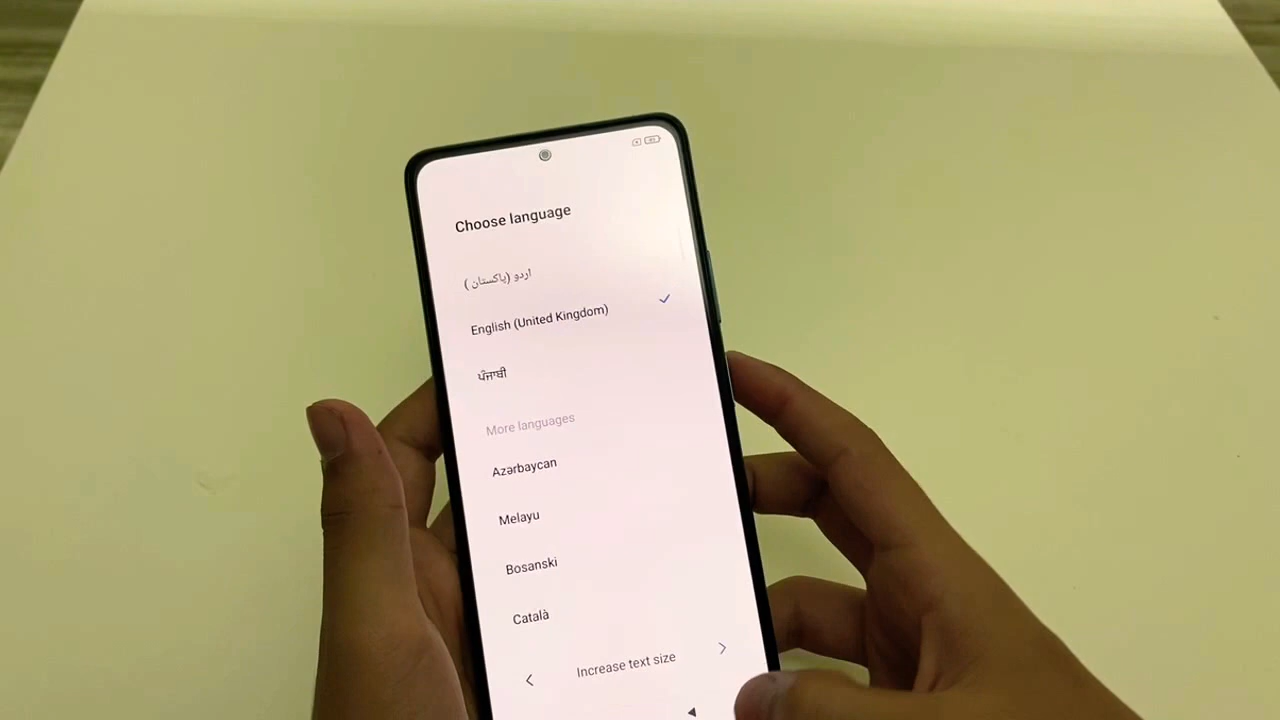 Choose language
اردو (پاکستان)
English (United Kingdom)
ਪੰਜਾਬੀ
More languages
Azərbaycan
Melayu
Bosanski
Català
Increase text size